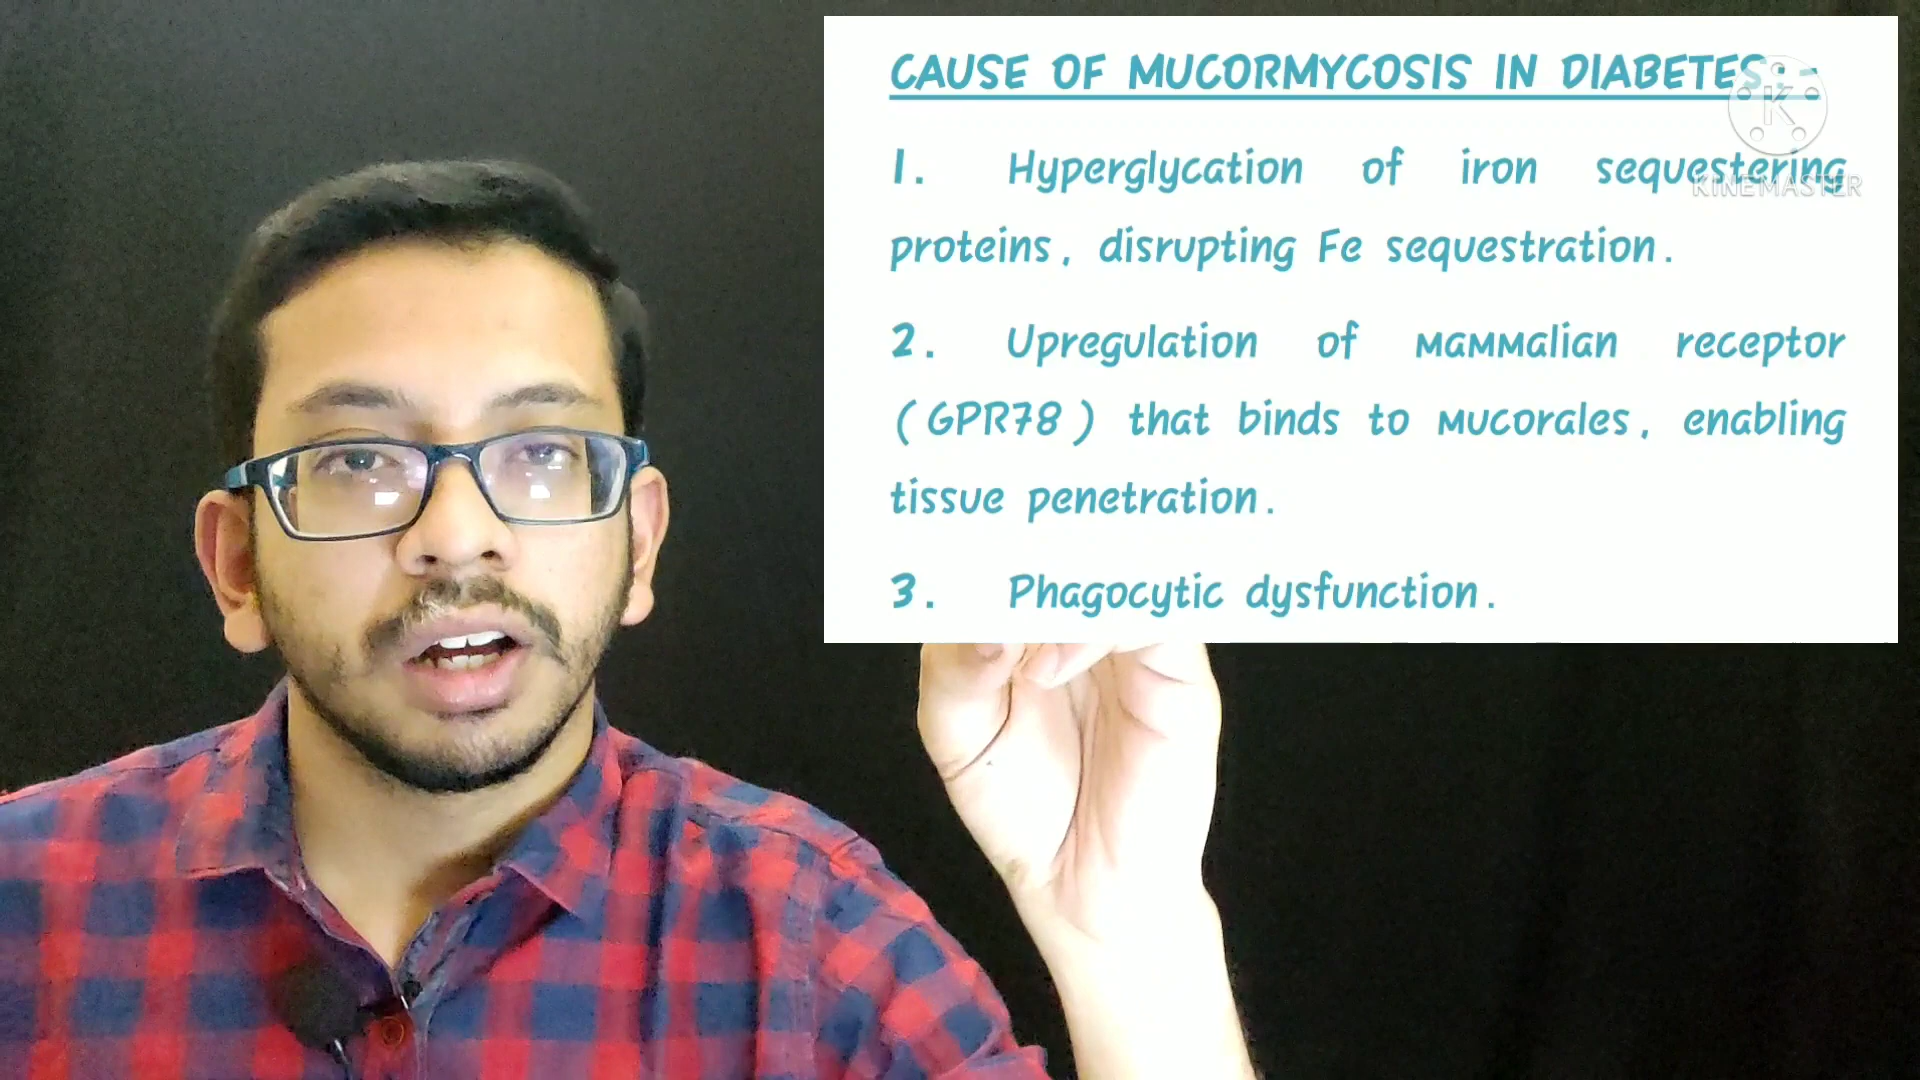 CAUSE OF MUCORMYCOSIS IN DIABETES:-
K
KINEMASTER
1. Hyperglycation of iron sequestering
proteins, disrupting Fe sequestration.
2. Upregulation of mammalian receptor
(GPR78) that binds to mucorales, enabling
tissue penetration.
3. Phagocytic dysfunction.